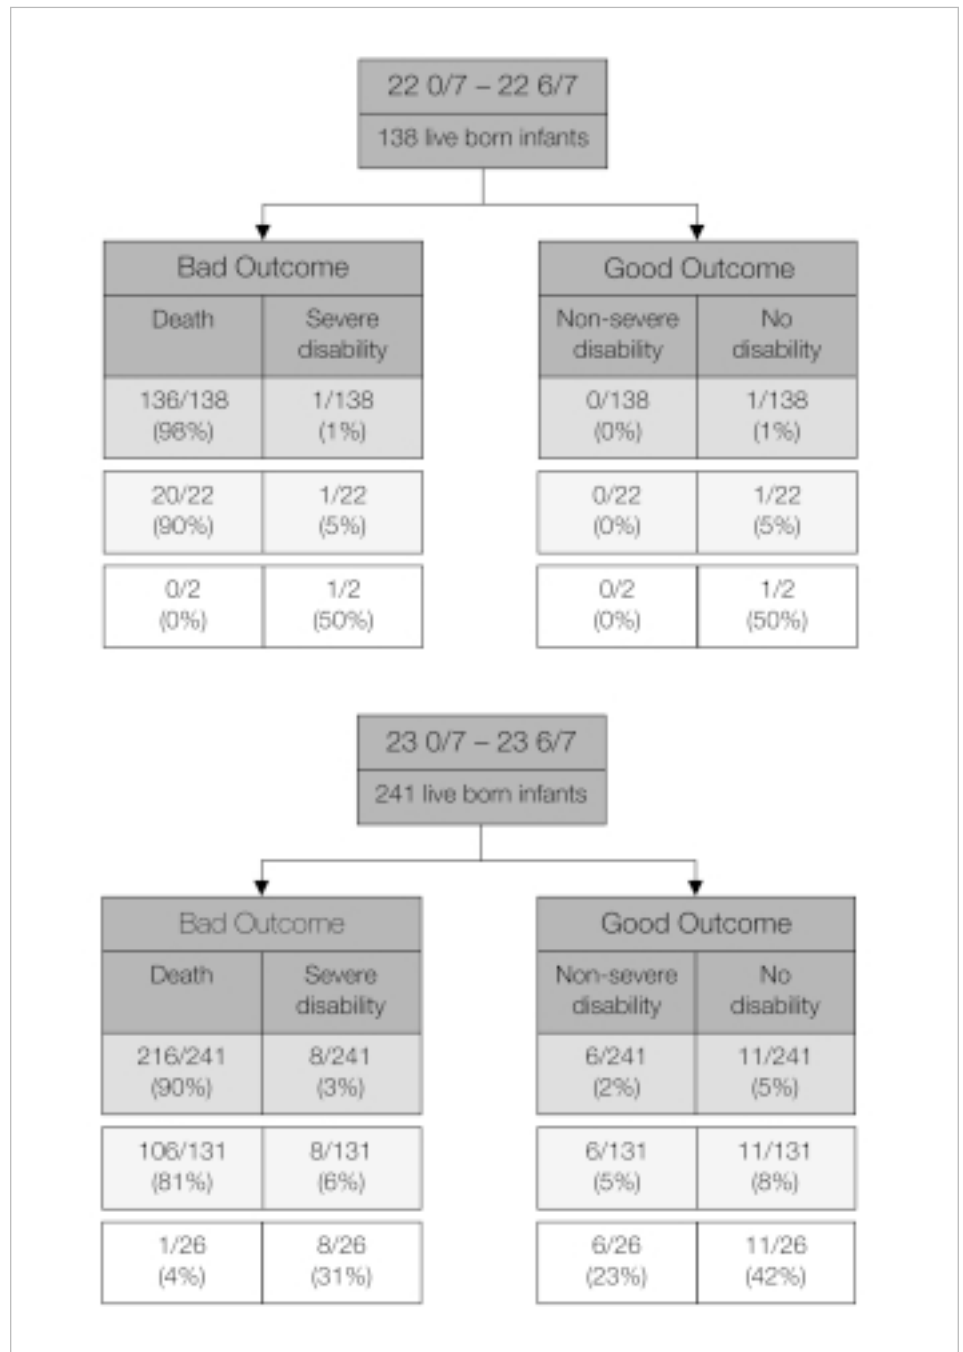 22 0/7 – 22 6/7
138 live born infants
Bad Outcome
Good Outcome
Death
Severe
disability
Non-severe
disability
No
disability
136/138
(98%)
1/138
(1%)
0/138
(0%)
1/138
(1%)
20/22
(90%)
1/22
(5%)
0/22
(0%)
1/22
(5%)
0/2
(0%)
1/2
(50%)
0/2
(0%)
1/2
(50%)
23 0/7 – 23 6/7
241 live born infants
Bad Outcome
Good Outcome
Death
Severe
disability
Non-severe
disability
No
disability
216/241
(90%)
8/241
(3%)
6/241
(2%)
11/241
(5%)
106/131
(81%)
8/131
(6%)
6/131
(5%)
11/131
(8%)
1/26
(4%)
8/26
(31%)
6/26
(23%)
11/26
(42%)